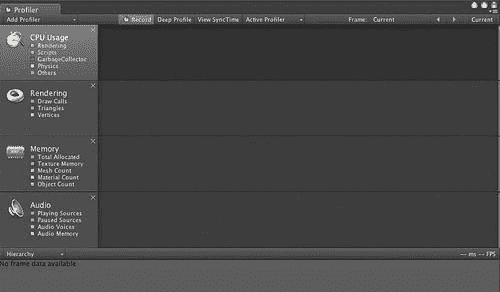 Profiler
Add Profiler Record Deep Profile View SyncTime Active Profiler Frame: Current Current
CPU Usage
Rendering
Scripts
GarbageCollector
Physics
Others
Rendering
Draw Calls
Triangles
Vertices
Memory
Total Allocated
Texture Memory
Mesh Count
Material Count
Object Count
Audio
Playing Sources
Paused Sources
Audio Voices
Audio Memory
Hierarchy -- ms -- FPS
No frame data available